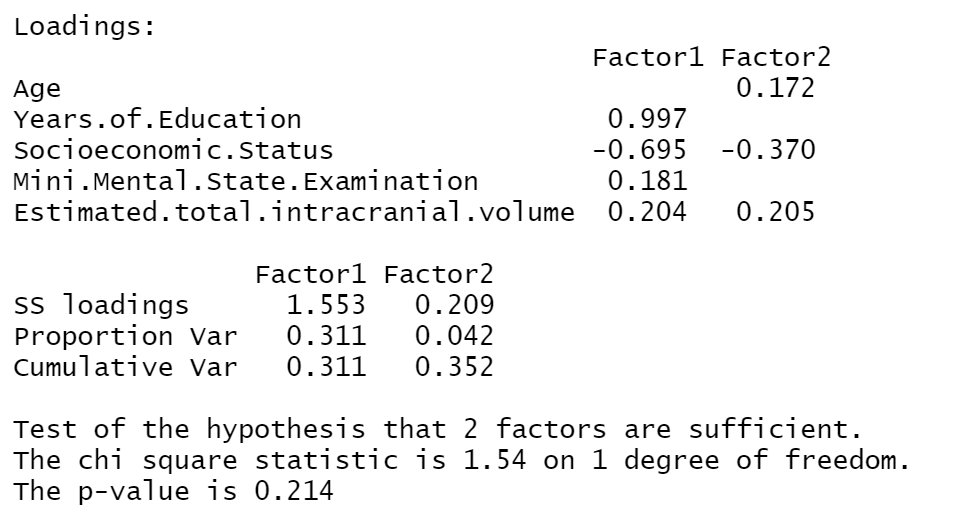 Loadings:
Factor1 Factor2
Age 0.172
Years.of.Education 0.997
Socioeconomic.Status -0.695 -0.370
Mini.Mental.State.Examination 0.181
Estimated.total.intracranial.volume 0.204 0.205
Factor1 Factor2
SS loadings 1.553 0.209
Proportion Var 0.311 0.042
Cumulative Var 0.311 0.352
Test of the hypothesis that 2 factors are sufficient.
The chi square statistic is 1.54 on 1 degree of freedom.
The p-value is 0.214